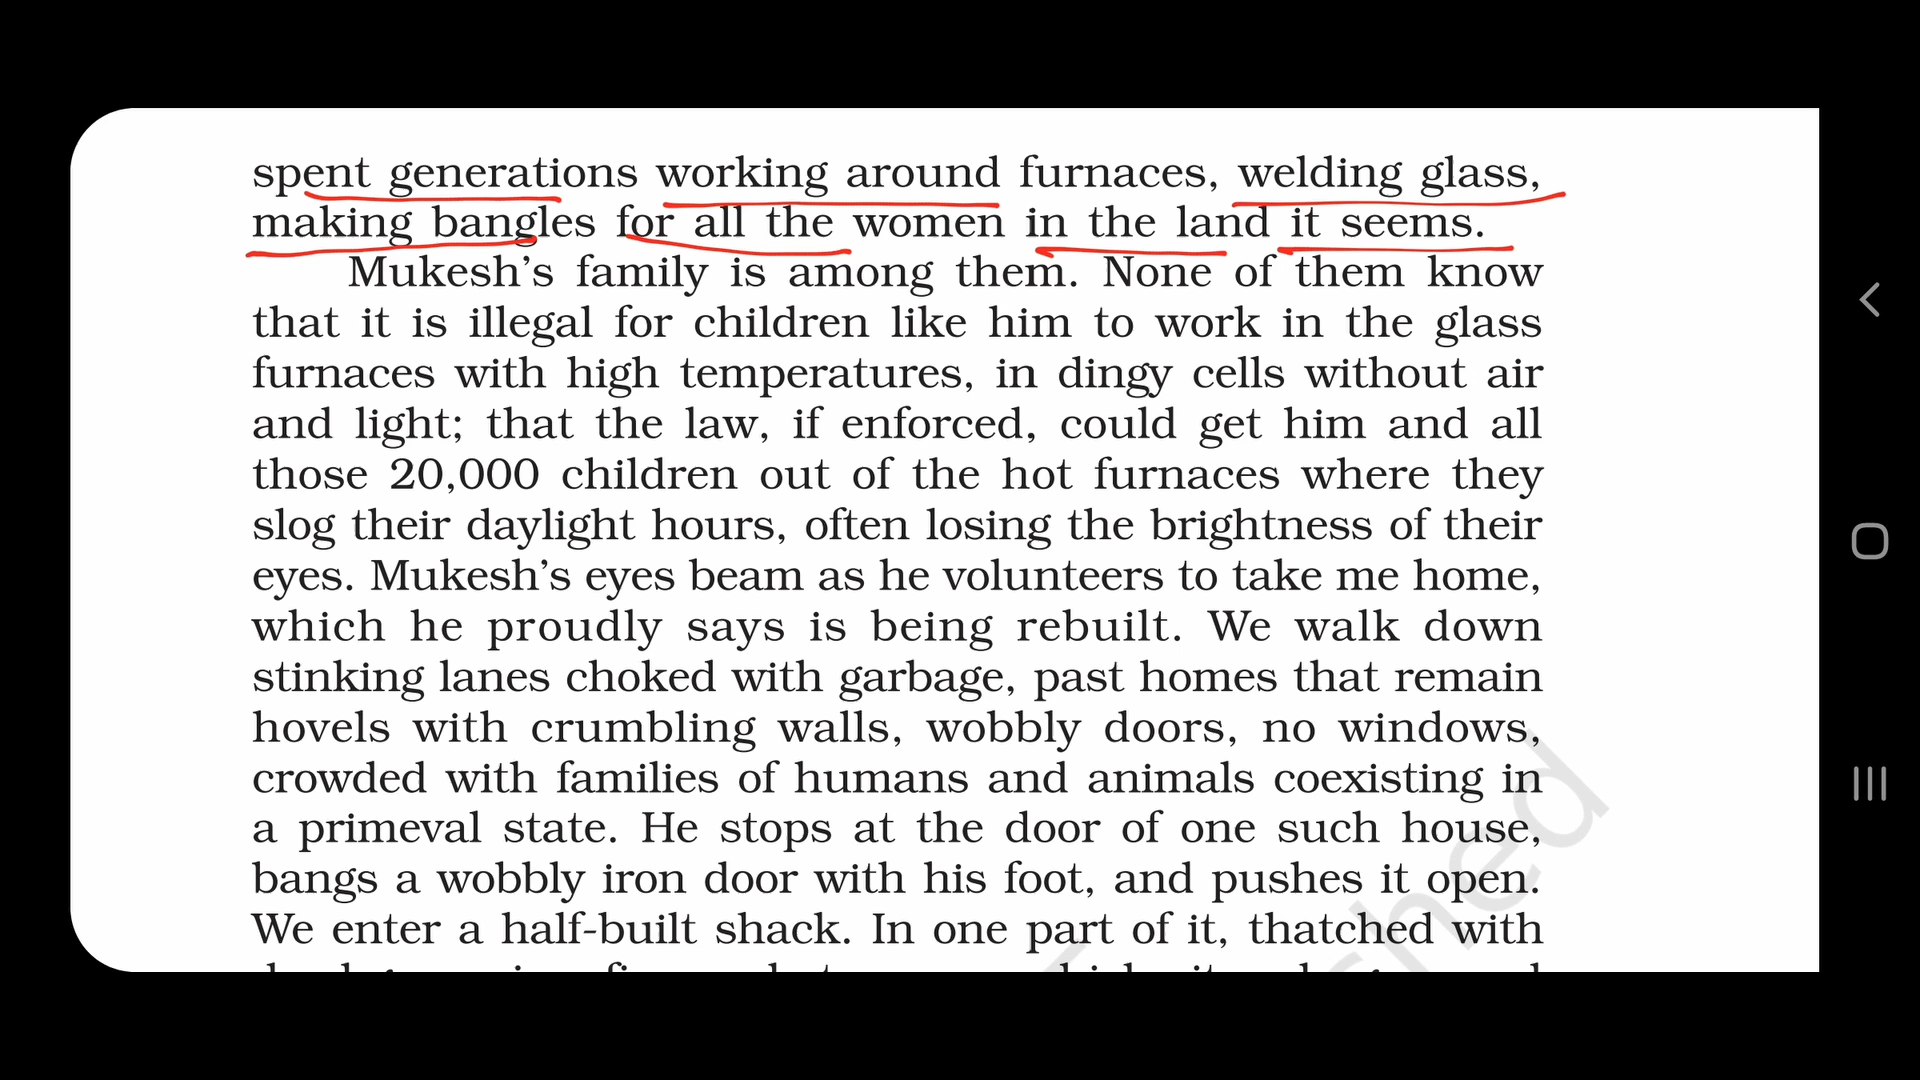 spent generations working around furnaces, welding glass,
making bangles for all the women in the land it seems.
Mukesh's family is among them. None of them know
that it is illegal for children like him to work in the glass
furnaces with high temperatures, in dingy cells without air
and light; that the law, if enforced, could get him and all
those 20,000 children out of the hot furnaces where they
slog their daylight hours, often losing the brightness of their
eyes. Mukesh's eyes beam as he volunteers to take me home,
which he proudly says is being rebuilt. We walk down
stinking lanes choked with garbage, past homes that remain
hovels with crumbling walls, wobbly doors, no windows,
crowded with families of humans and animals coexisting in
a primeval state. He stops at the door of one such house,
bangs a wobbly iron door with his foot, and pushes it open.
We enter a half-built shack. In one part of it, thatched with